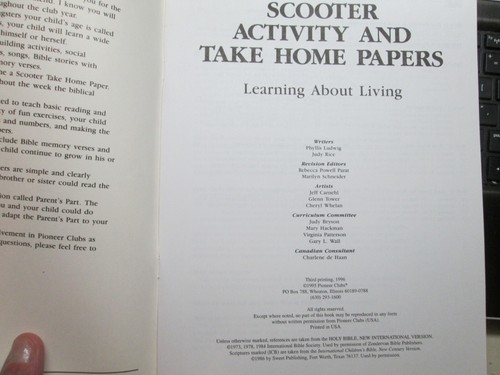 you for the
friend. I know you will
throughout the club year.
ngsters your child's age is called
s, your child will learn a wide
himself or herself.
uilding activities, social
, songs, Bible stories with
mory verses.
me a Scooter Take Home Paper.
hout the week the biblical
ed to teach basic reading and
ty of fun exercises, your child
and numbers, and making the
pers.
clude Bible memory verses and
child continue to grow in his or
ers are simple and clearly
brother or sister could read the
tion called Parent's Part. The
ou and your child could do
adapt the Parent's Part to your
olvement in Pioneer Clubs as
questions, please feel free to
SCOOTER
ACTIVITY AND
TAKE HOME PAPERS
Learning About Living
Writers
Phyllis Ludwig
Judy Rice
Revision Editors
Rebecca Powell Parat
Marilyn Schneider
Artists
Jeff Carnehl
Glenn Tower
Cheryl Whelan
Curriculum Committee
Judy Bryson
Mary Hackman
Virginia Patterson
Gary L. Wall
Canadian Consultant
Charlene de Haan
Third printing, 1996
©1993 Pioneer Clubs®
PO Box 788, Wheaton, Illinois 60189-0788
(630) 293-1600
All rights reserved.
Except where noted, no part of this book may be reproduced in any form
without written permission from Pioneer Clubs (USA).
Printed in USA.
Unless otherwise marked, references are taken from the HOLY BIBLE, NEW INTERNATIONAL VERSION.
©1973, 1978, 1984 International Bible Society. Used by permission of Zondervan Bible Publishers.
Scriptures marked (ICB) are taken from the International Children's Bible, New Century Version,
©1986 by Sweet Publishing, Fort Worth, Texas 76137. Used by permission.